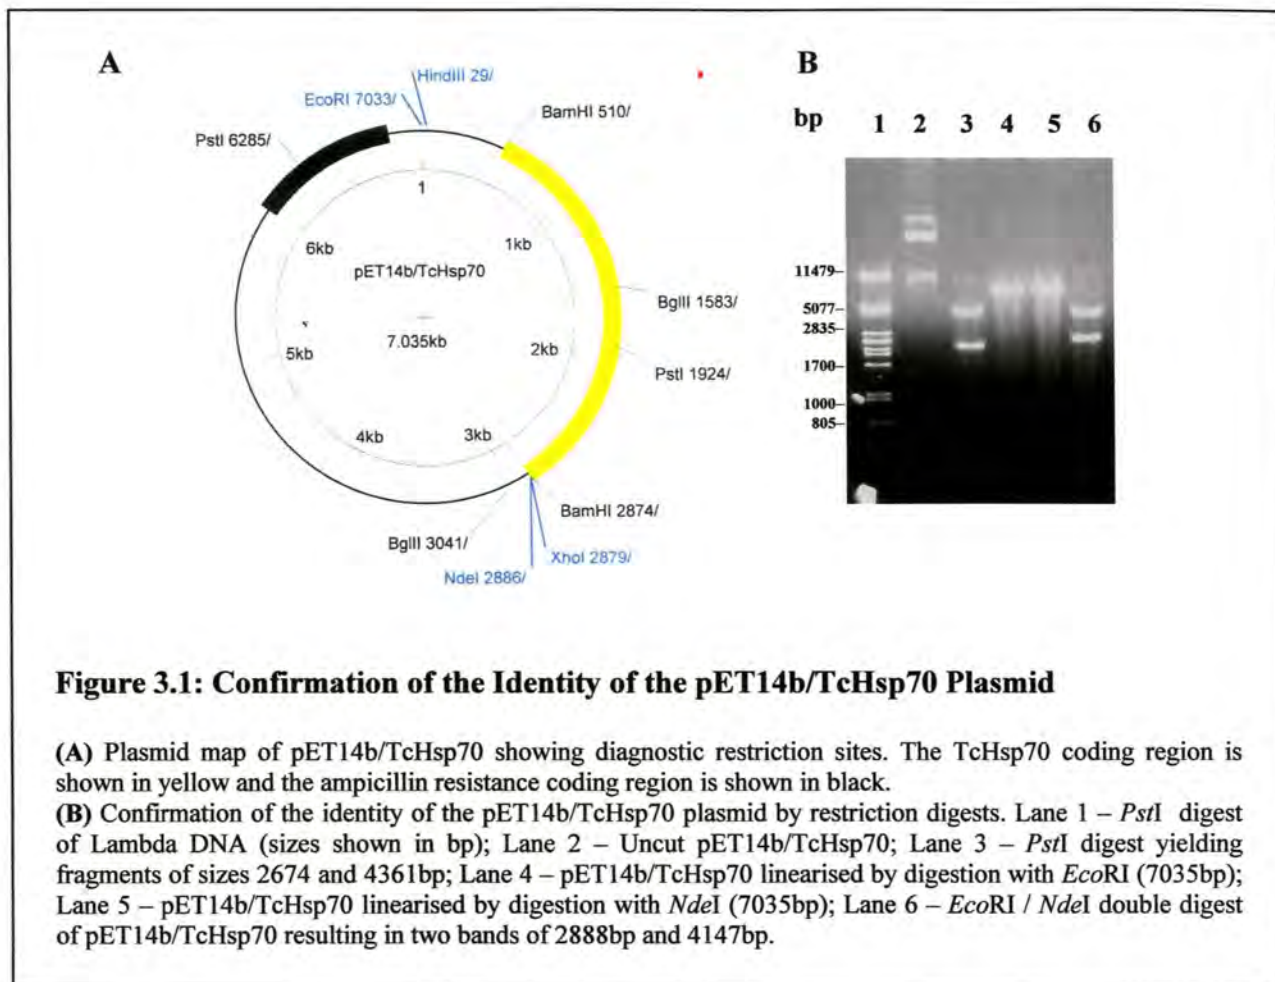 A
HindIII 29/
EcoRI 7033/
BamHI 510/
PstI 6285/
1
6kb
1kb
pET14b/TcHsp70
BglII 1583/
7.035kb
5kb
2kb
PstI 1924/
4kb
3kb
BamHI 2874/
BglII 3041/
XhoI 2879/
NdeI 2886/
B
bp 1 2 3 4 5 6
11479–
5077–
2835–
1700–
1000–
805–
Figure 3.1: Confirmation of the Identity of the pET14b/TcHsp70 Plasmid
(A) Plasmid map of pET14b/TcHsp70 showing diagnostic restriction sites. The TcHsp70 coding region is
shown in yellow and the ampicillin resistance coding region is shown in black.
(B) Confirmation of the identity of the pET14b/TcHsp70 plasmid by restriction digests. Lane 1 – PstI digest
of Lambda DNA (sizes shown in bp); Lane 2 – Uncut pET14b/TcHsp70; Lane 3 – PstI digest yielding
fragments of sizes 2674 and 4361bp; Lane 4 – pET14b/TcHsp70 linearised by digestion with EcoRI (7035bp);
Lane 5 – pET14b/TcHsp70 linearised by digestion with NdeI (7035bp); Lane 6 – EcoRI / NdeI double digest
of pET14b/TcHsp70 resulting in two bands of 2888bp and 4147bp.